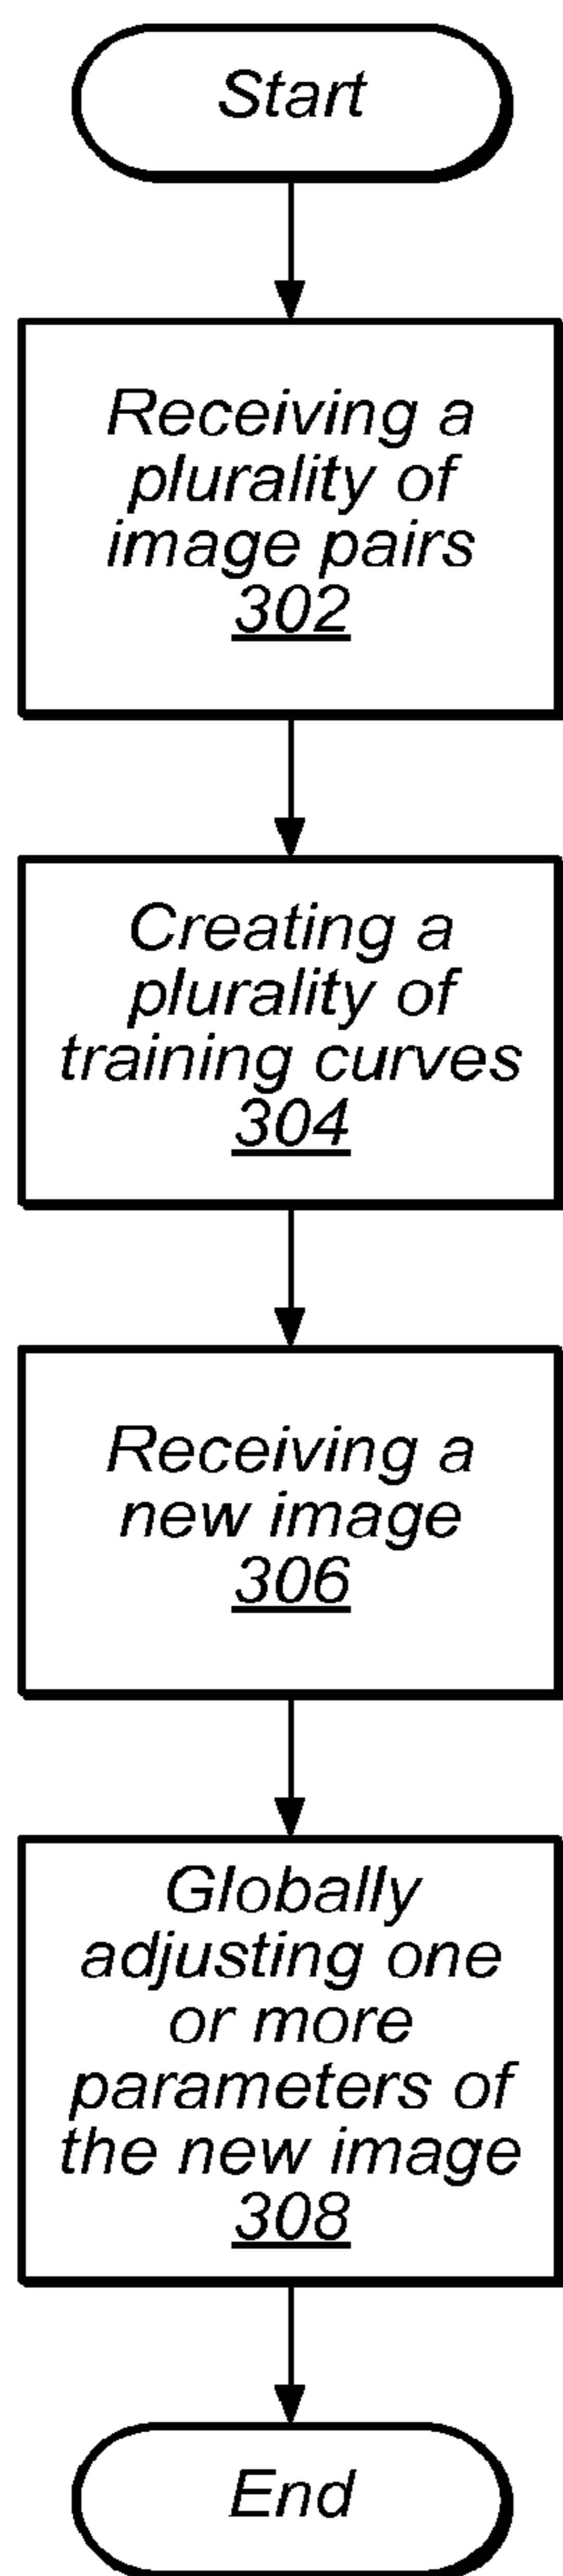 Start
Receiving a
plurality of
image pairs
302
Creating a
plurality of
training curves
304
Receiving a
new image
306
Globally
adjusting one
or more
parameters of
the new image
308
End